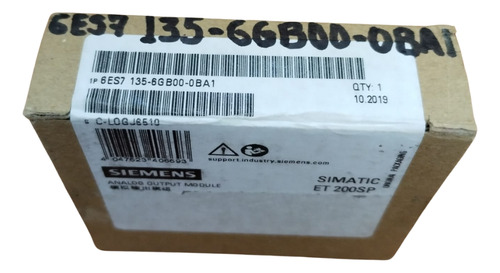 6ES7 135-6GB00-0BA1
1P 6ES7 135-6GB00-0BA1
QTY: 1
10.2019
S C-L0GJ6510
support.industry.siemens.com
SIEMENS
ANALOG OUTPUT MODULE
SIMATIC
ET 200SP